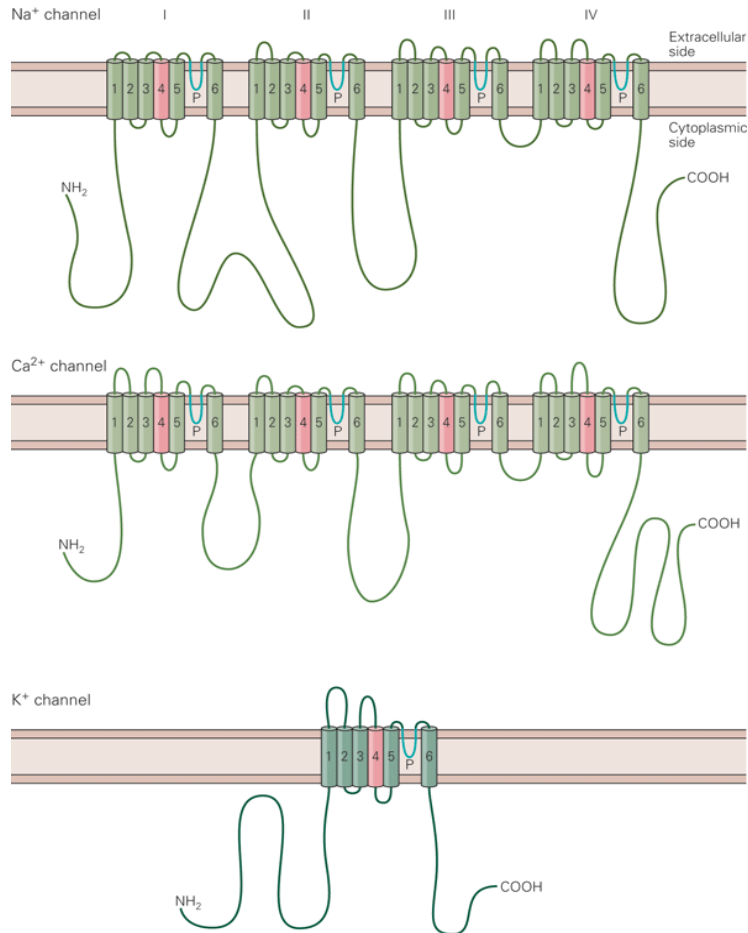 Na⁺ channel I II III IV
Extracellular
side
1 2 3 4 5 P 6 1 2 3 4 5 P 6 1 2 3 4 5 P 6 1 2 3 4 5 P 6
Cytoplasmic
side
NH₂
COOH
Ca²⁺ channel
1 2 3 4 5 P 6 1 2 3 4 5 P 6 1 2 3 4 5 P 6 1 2 3 4 5 P 6
NH₂
COOH
K⁺ channel
1 2 3 4 5 P 6
NH₂
COOH